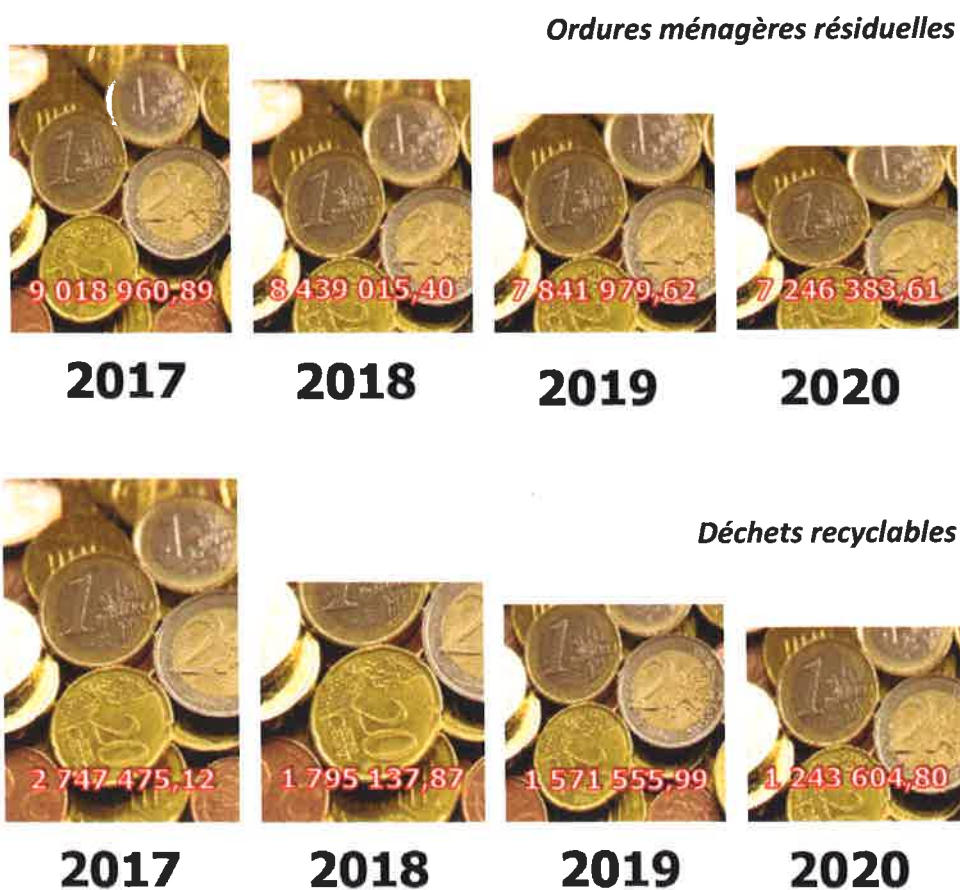 Ordures ménagères résiduelles
9 018 960,89
8 439 015,40
7 841 979,62
7 246 383,61
2017
2018
2019
2020
Déchets recyclables
2 747 475,12
1 795 137,87
1 571 555,99
1 243 604,80
2017
2018
2019
2020